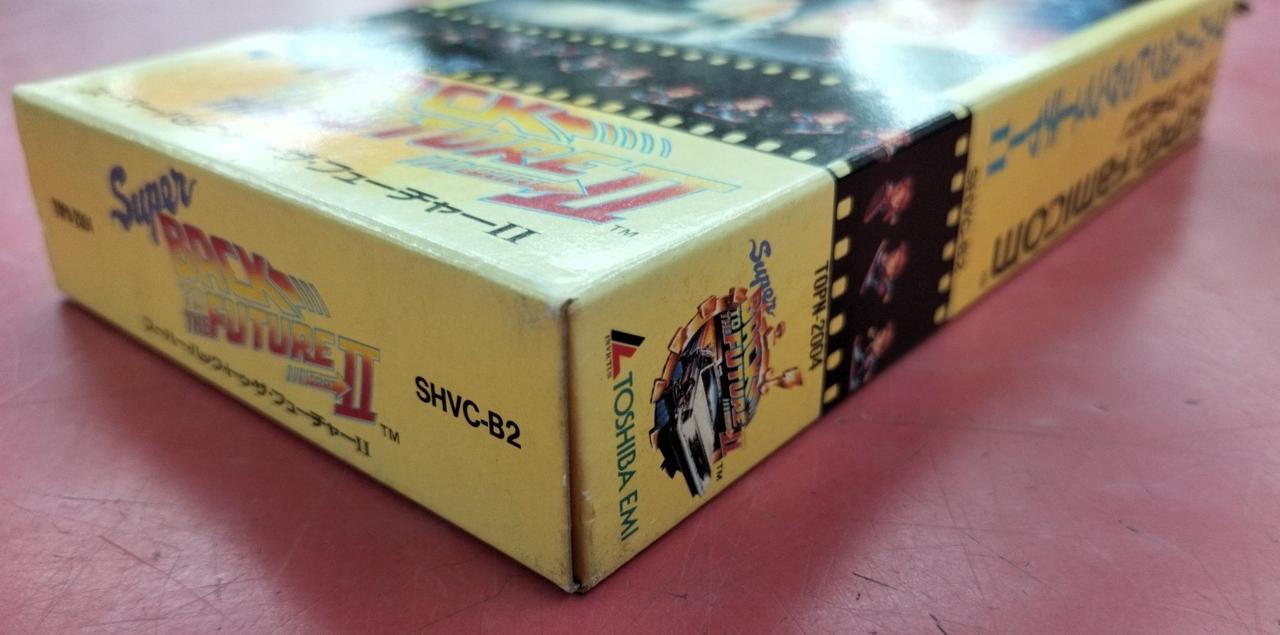 ザ・フューチャーII
TM
Super
BACK
TO
THE FUTURE II
スーパー・バック・トゥ・ザ・フューチャーII
TM
SHVC-B2
TOSHIBA EMI
Super
BACK
TO
THE FUTURE II
TM
TOPN-2004
SHVC-B2
SUPER Famicom